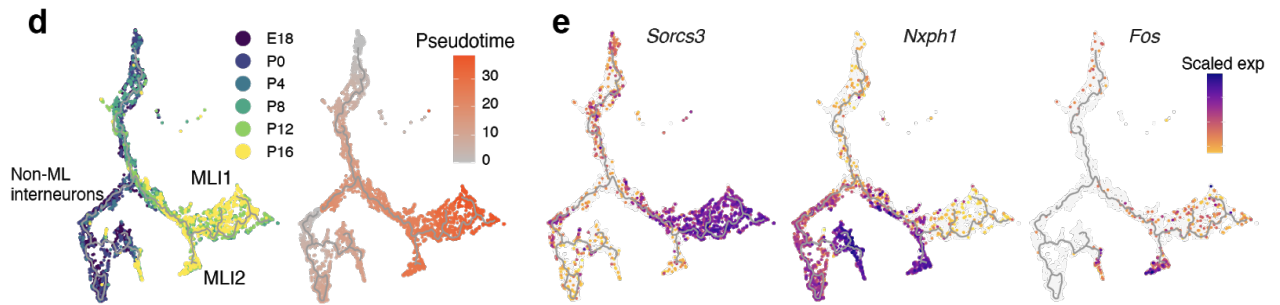 d
E18
P0
P4
P8
P12
P16
Non-ML
interneurons
MLI1
MLI2
Pseudotime
30
20
10
0
e
Sorcs3
Nxph1
Fos
Scaled exp